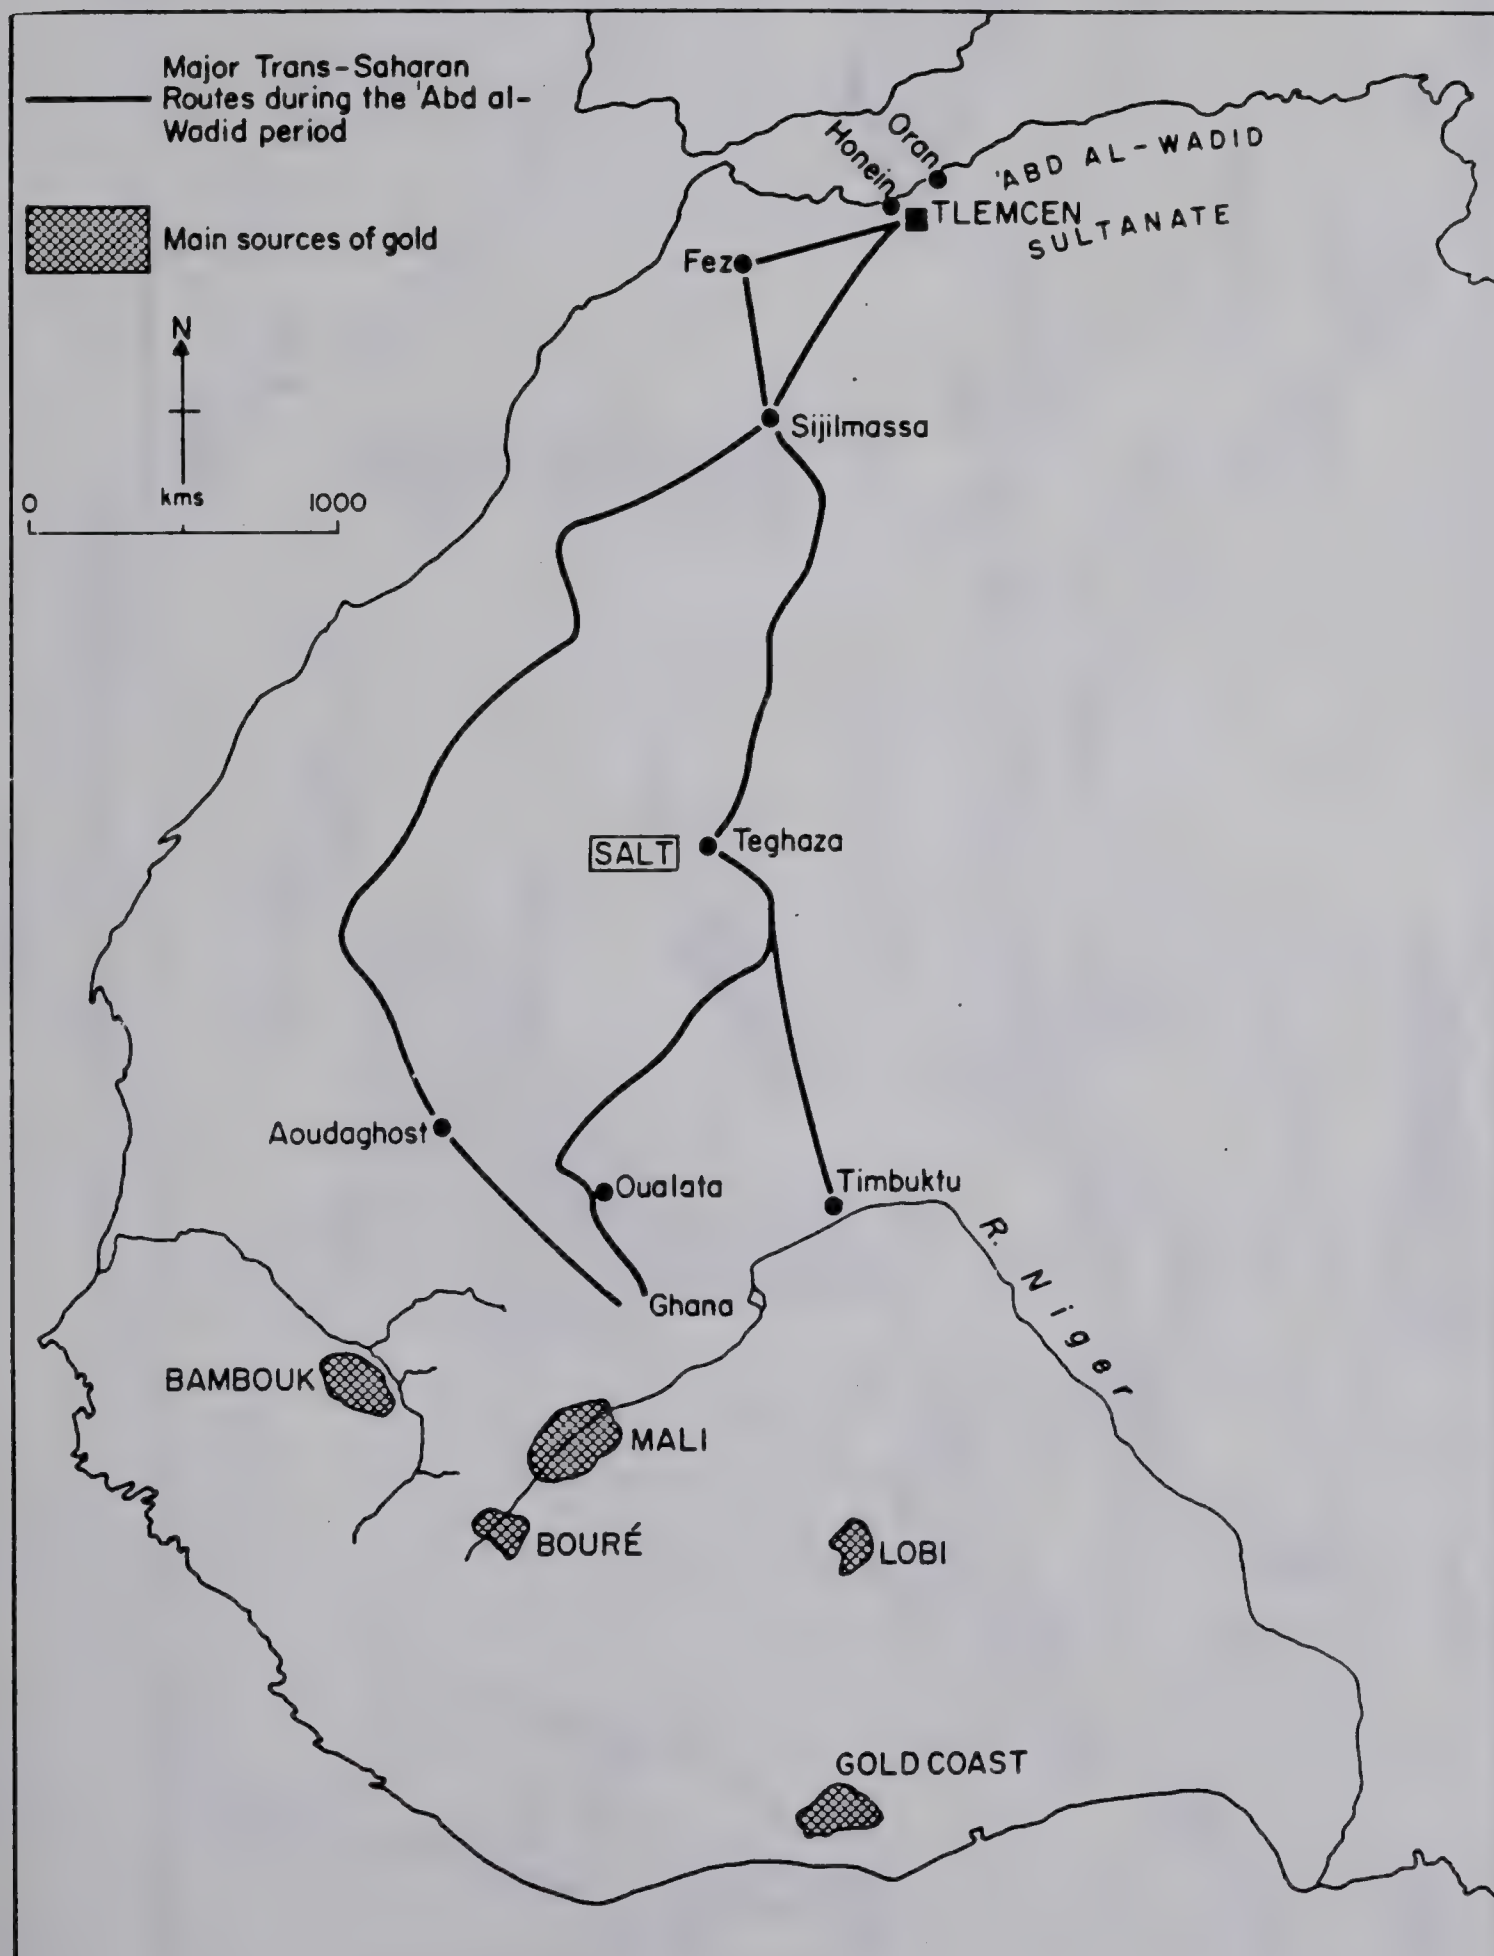 Major Trans-Saharan
Routes during the 'Abd al-
Wadid period
Main sources of gold
N
kms
0
1000
Honein
Oran
'ABD AL-WADID
SULTANATE
TLEMCEN
Fez
Sijilmassa
SALT
Teghaza
Aoudaghost
Oualata
Timbuktu
R. Niger
Ghana
BAMBOUK
MALI
BOURÉ
LOBI
GOLD COAST